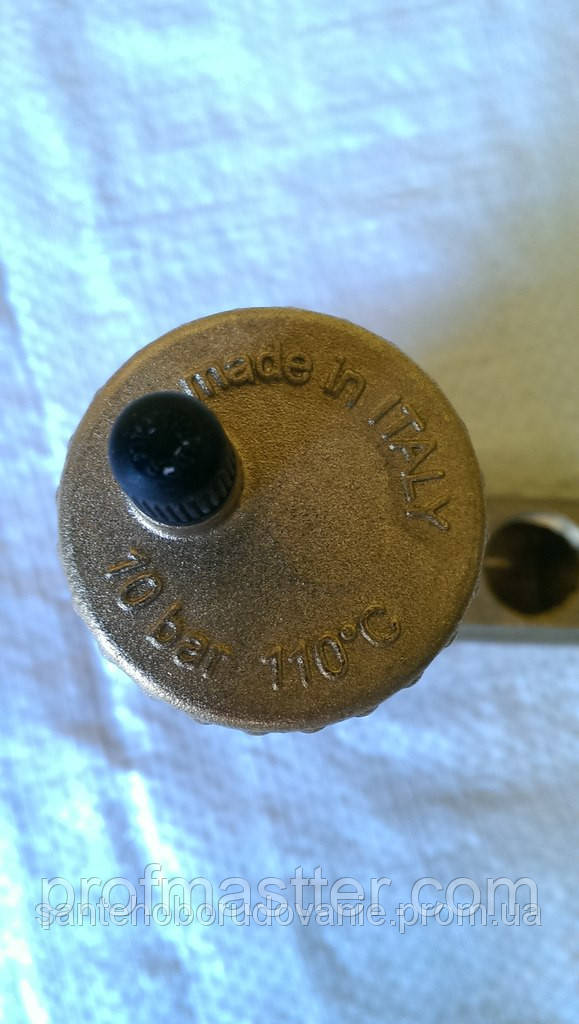 made in ITALY
10 bar 110°C
profmastter.com
santehoborudovanie.prom.ua